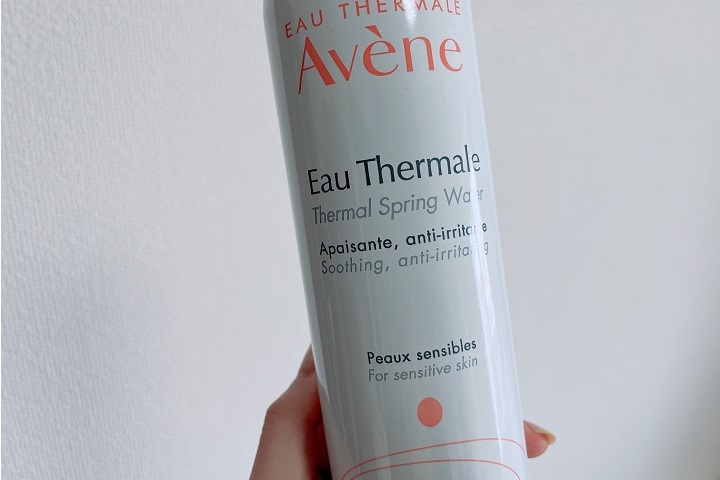 EAU THERMALE
Avène
Eau Thermale
Thermal Spring Water
Apaisante, anti-irritante
Soothing, anti-irritating
Peaux sensibles
For sensitive skin